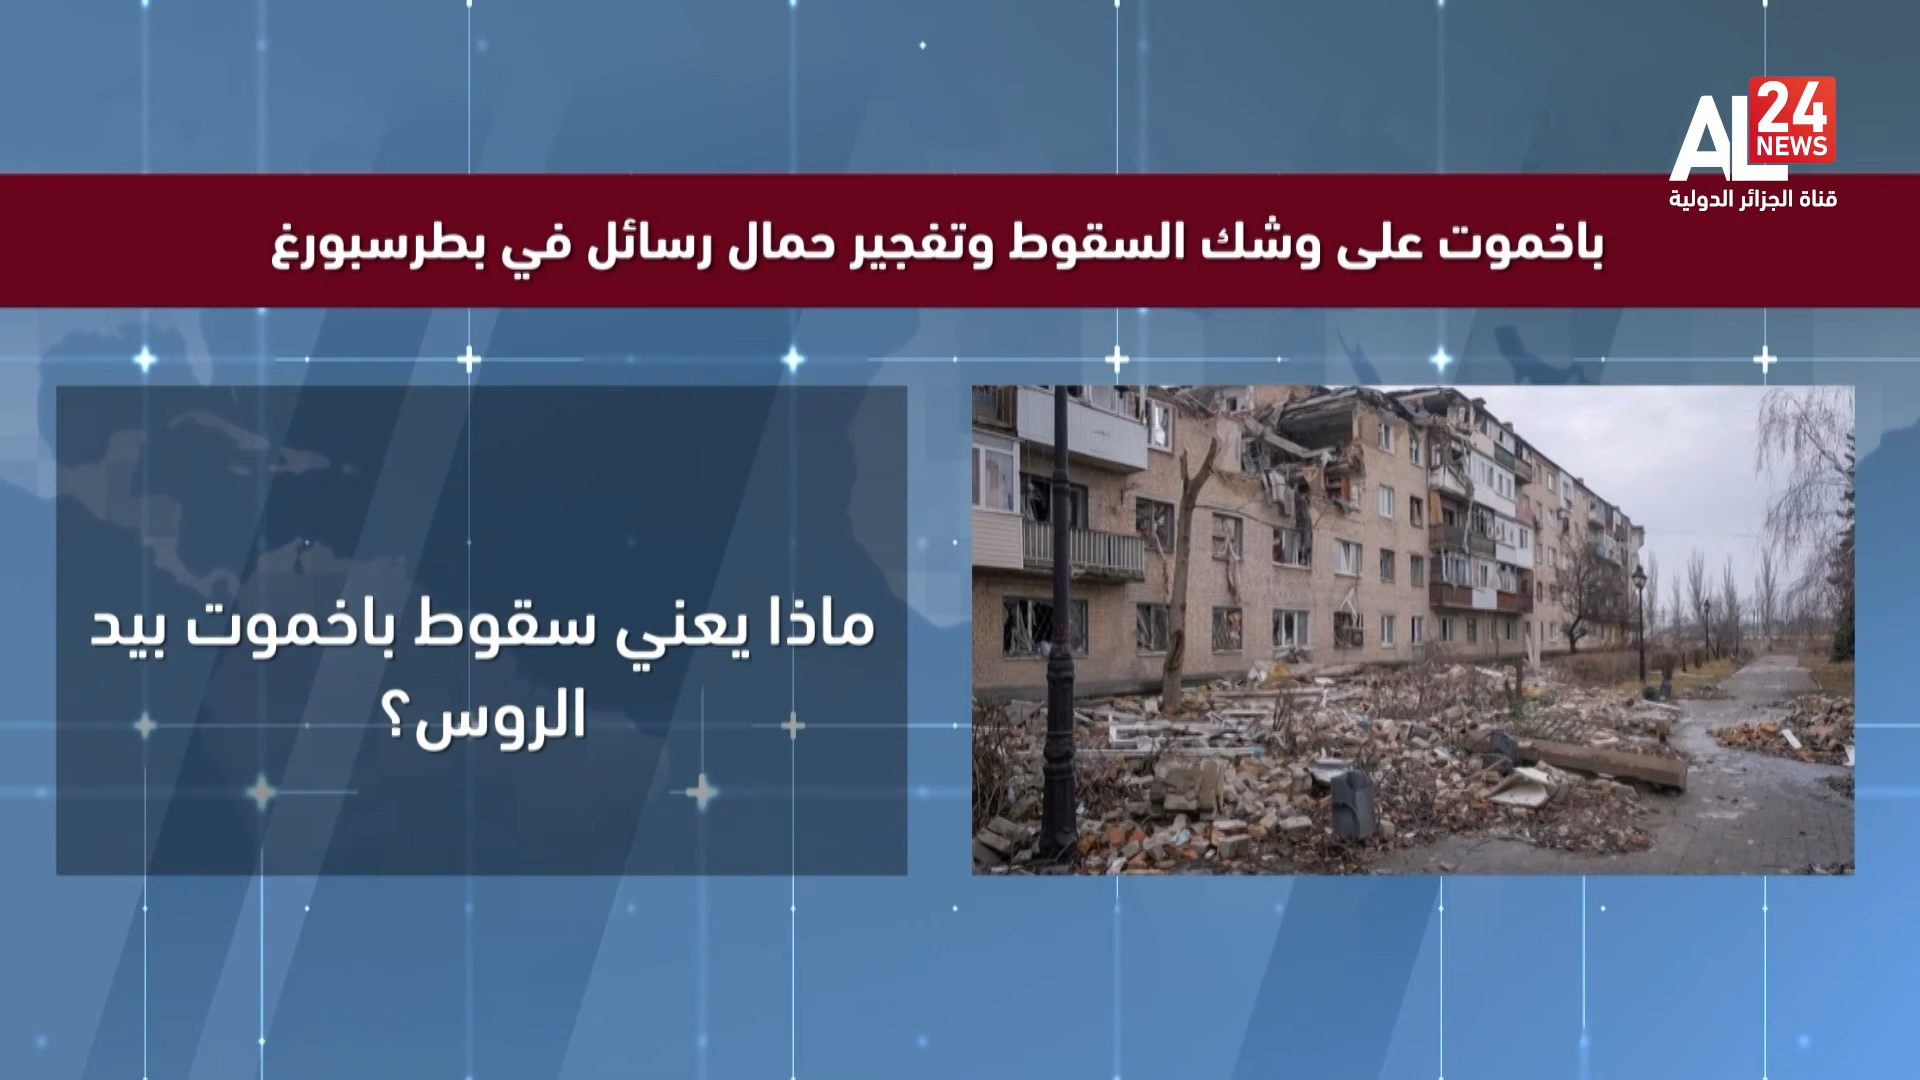 AL
24
NEWS
قناة الجزائر الدولية
باخموت على وشك السقوط وتفجير حمال رسائل في بطرسبورغ
ماذا يعني سقوط باخموت بيد
الروس؟